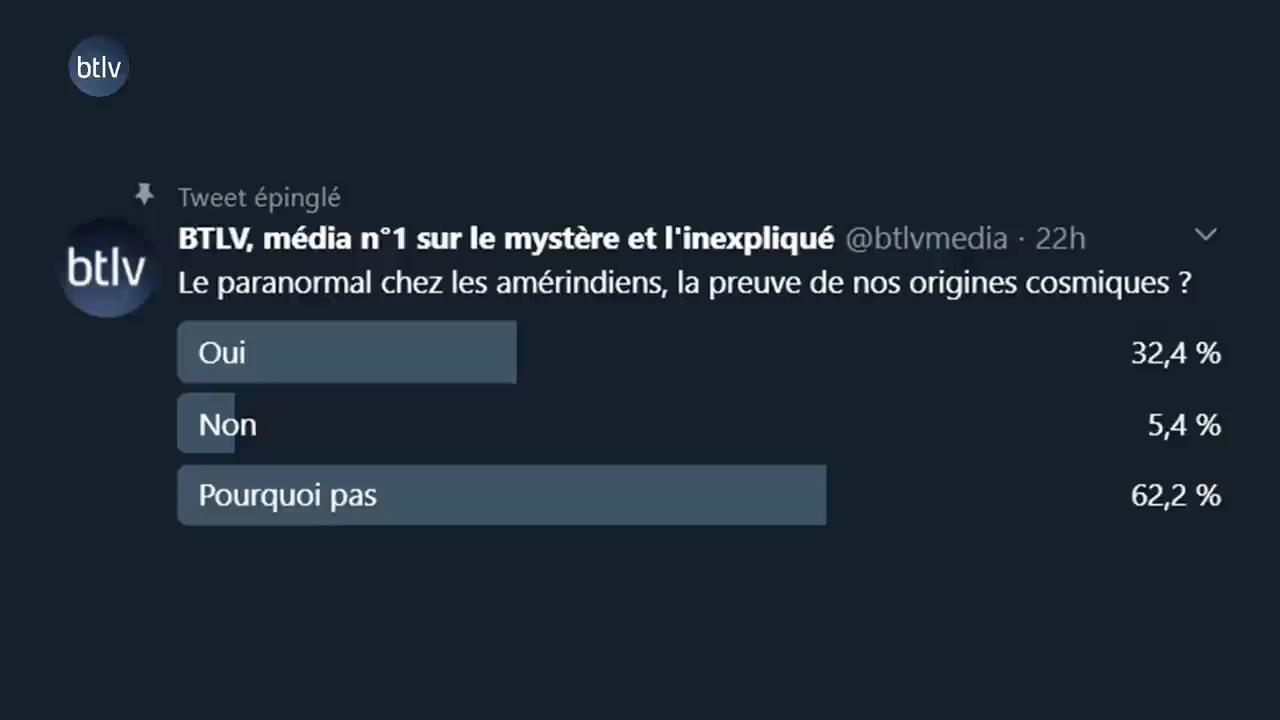 btlv
Tweet épinglé
BTLV, média n°1 sur le mystère et l'inexpliqué @btlvmedia · 22h
btlv
Le paranormal chez les amérindiens, la preuve de nos origines cosmiques ?
Oui 32,4 %
Non 5,4 %
Pourquoi pas 62,2 %